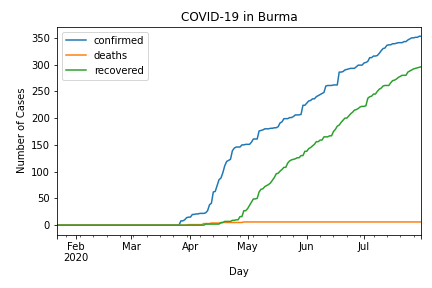 COVID-19 in Burma
confirmed
deaths
recovered
Number of Cases
350
300
250
200
150
100
50
0
Feb Mar Apr May Jun Jul
2020
Day